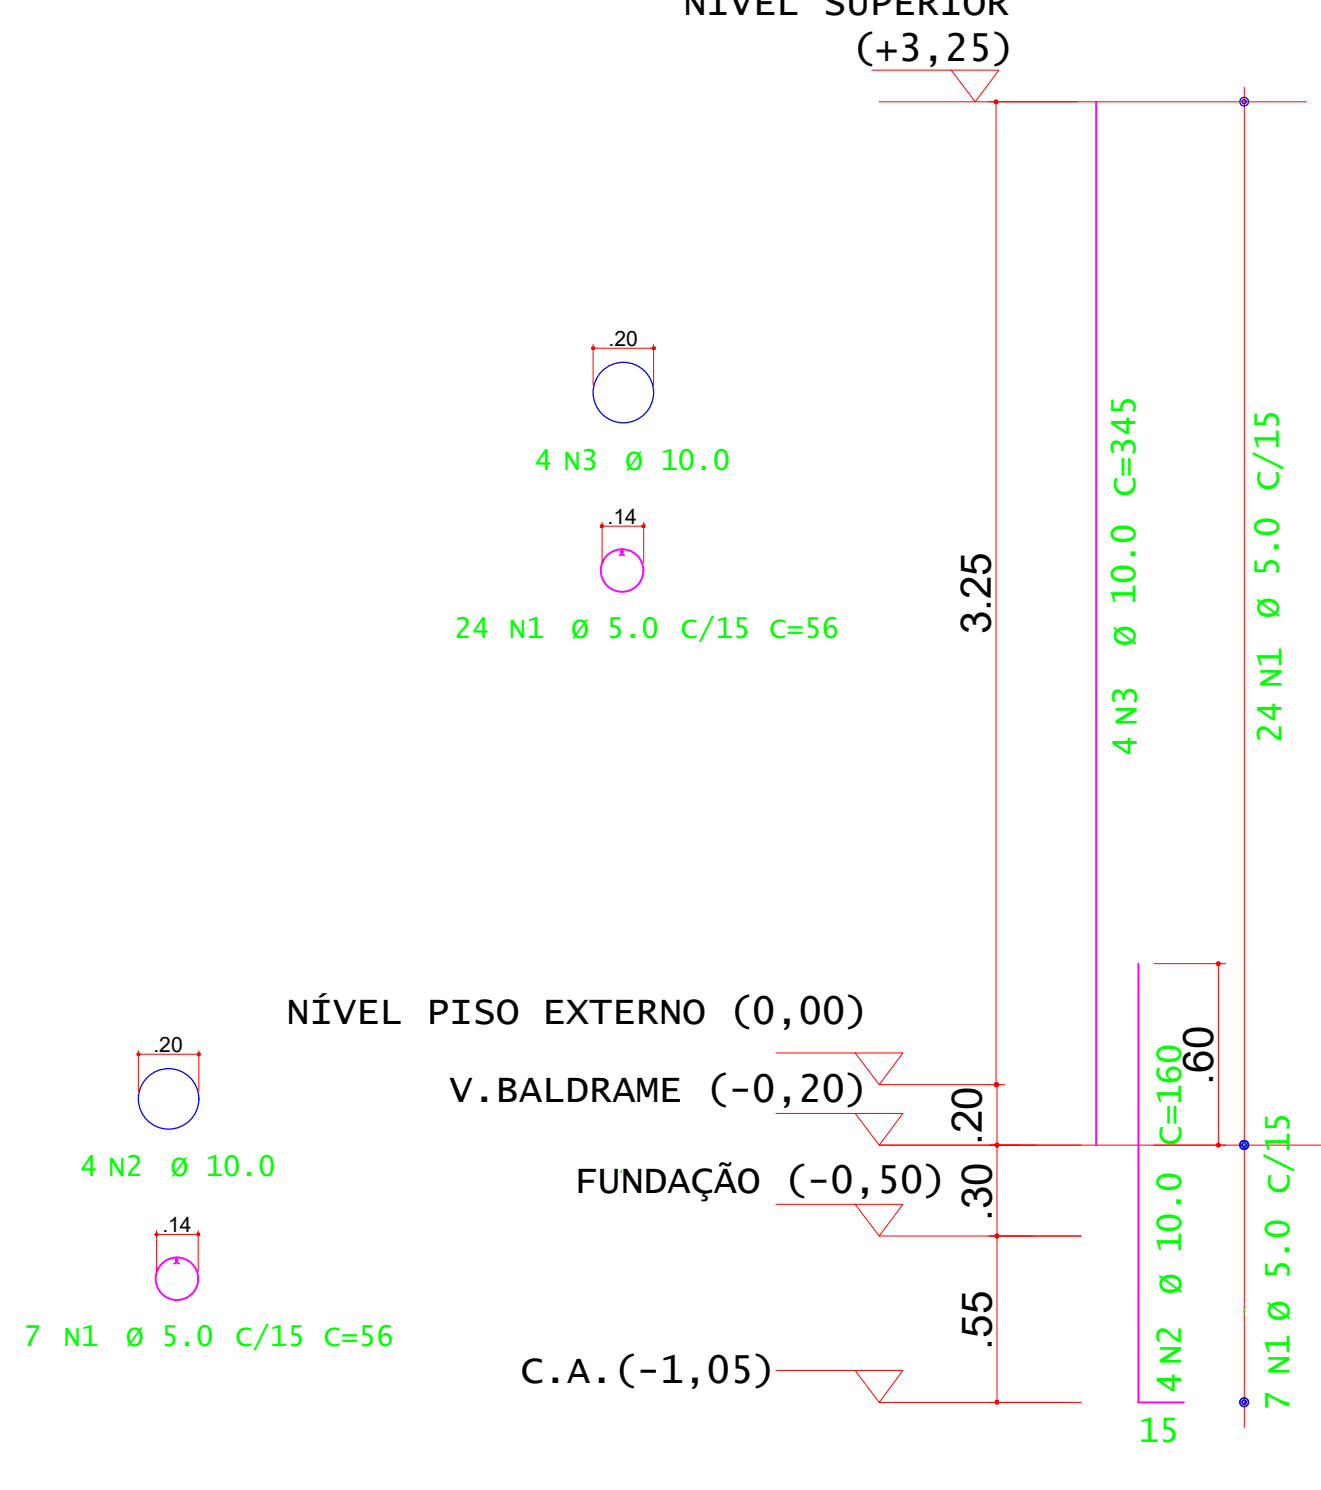 NÍVEL SUPERIOR
(+3,25)
.20
4 N3 Ø 10.0
.14
24 N1 Ø 5.0 C/15 C=56
3.25
4 N3 Ø 10.0 C=345
24 N1 Ø 5.0 C/15
NÍVEL PISO EXTERNO (0,00)
V.BALDRAME (-0,20)
.20
.60
.20
4 N2 Ø 10.0
FUNDAÇÃO (-0,50)
.30
4 N2 Ø 10.0 C=160
7 N1 Ø 5.0 C/15
.14
7 N1 Ø 5.0 C/15 C=56
.55
C.A.(-1,05)
15